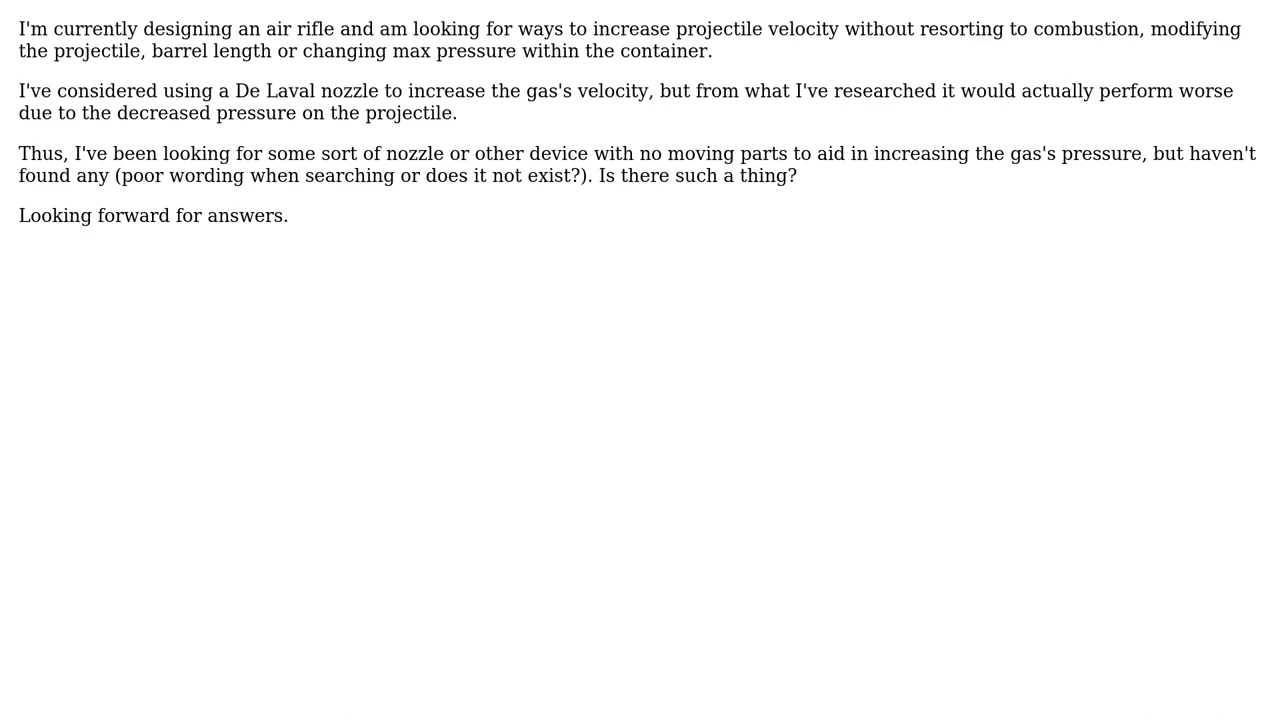 I'm currently designing an air rifle and am looking for ways to increase projectile velocity without resorting to combustion, modifying
the projectile, barrel length or changing max pressure within the container.
I've considered using a De Laval nozzle to increase the gas's velocity, but from what I've researched it would actually perform worse
due to the decreased pressure on the projectile.
Thus, I've been looking for some sort of nozzle or other device with no moving parts to aid in increasing the gas's pressure, but haven't
found any (poor wording when searching or does it not exist?). Is there such a thing?
Looking forward for answers.